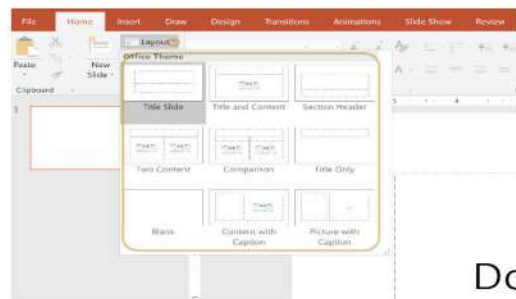 File Home Insert Draw Design Transitions Animations Slide Show Review
Layout
Paste New Slide
Office Theme
Clipboard
1
Title Slide Title and Content Section Header
Two Content Comparison Title Only
Blank Content with Caption Picture with Caption
Do